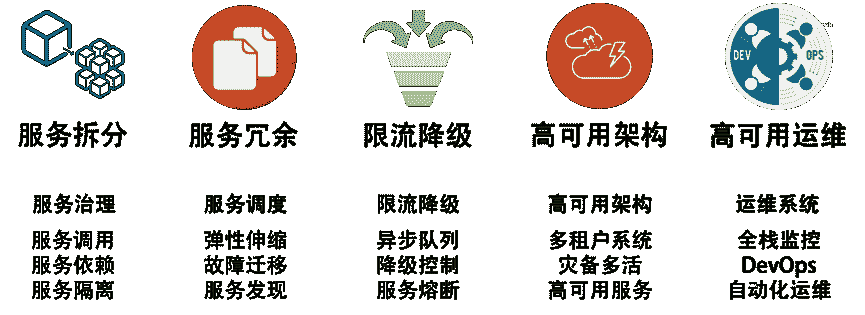 DEV OPS
服务拆分 服务冗余 限流降级 高可用架构 高可用运维
服务治理 服务调度 限流降级 高可用架构 运维系统
服务调用 弹性伸缩 异步队列 多租户系统 全栈监控
服务依赖 故障迁移 降级控制 灾备多活 DevOps
服务隔离 服务发现 服务熔断 高可用服务 自动化运维